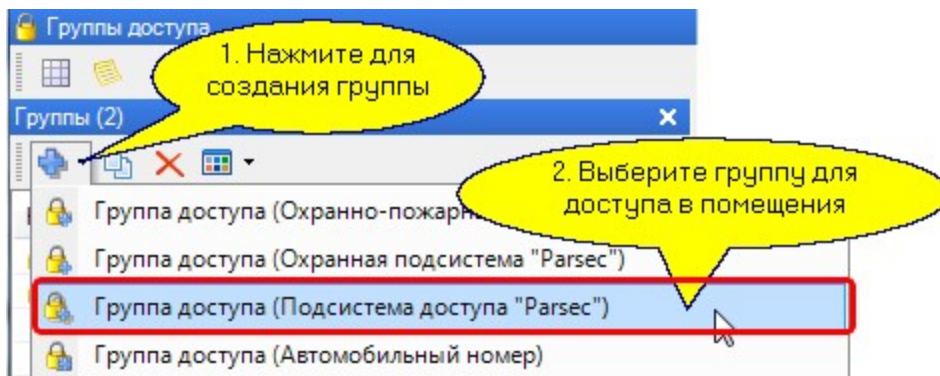 Группы доступа
1. Нажмите для
создания группы
Группы (2)
2. Выберите группу для
доступа в помещения
Группа доступа (Охранно-пожарн
Группа доступа (Охранная подсистема "Parsec")
Группа доступа (Подсистема доступа "Parsec")
Группа доступа (Автомобильный номер)